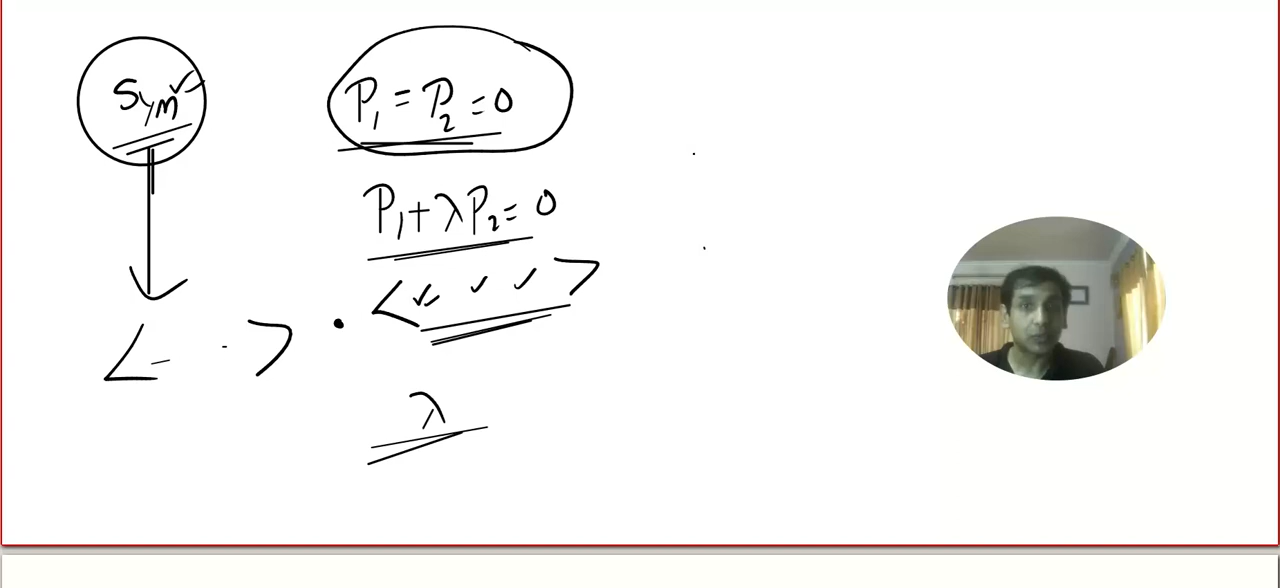 Sym
P₁ = P₂ = 0
P₁ + λP₂ = 0
< ✓ ✓ ✓ >
< - - > ·
λ